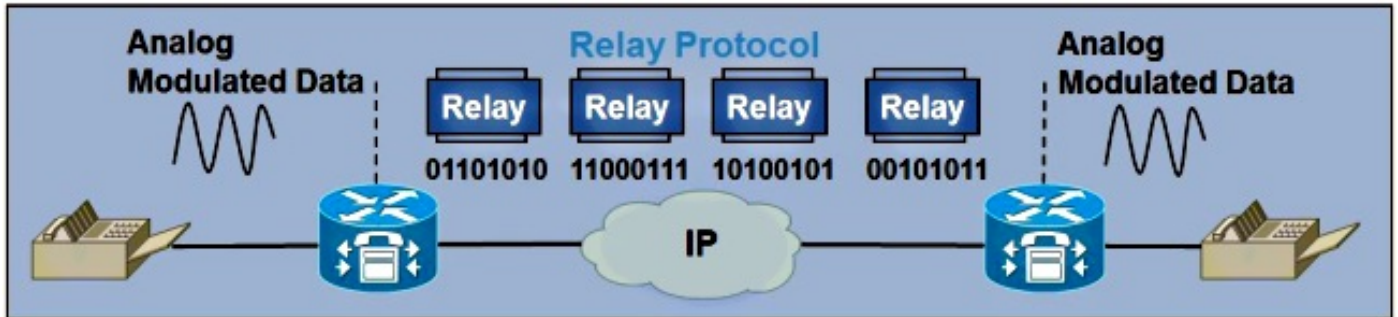 Analog
Modulated Data
Relay Protocol
Analog
Modulated Data
Relay Relay Relay Relay
01101010 11000111 10100101 00101011
IP